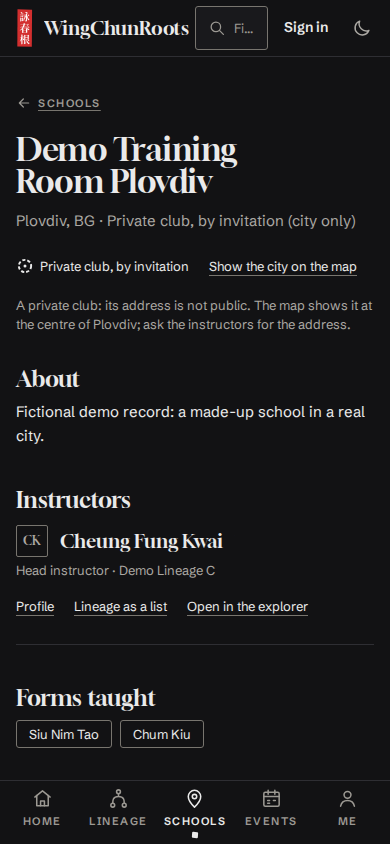 詠春根
WingChunRoots
Fi...
Sign in
← SCHOOLS
Demo Training
Room Plovdiv
Plovdiv, BG · Private club, by invitation (city only)
Private club, by invitation
Show the city on the map
A private club: its address is not public. The map shows it at
the centre of Plovdiv; ask the instructors for the address.
About
Fictional demo record: a made-up school in a real
city.
Instructors
CK
Cheung Fung Kwai
Head instructor · Demo Lineage C
Profile
Lineage as a list
Open in the explorer
Forms taught
Siu Nim Tao
Chum Kiu
HOME
LINEAGE
SCHOOLS
EVENTS
ME